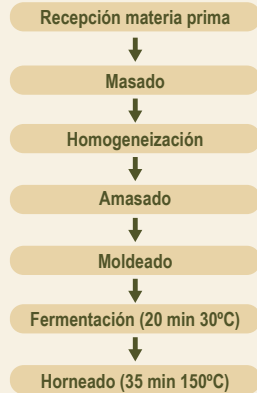 Recepción materia prima
Masado
Homogeneización
Amasado
Moldeado
Fermentación (20 min 30ºC)
Horneado (35 min 150ºC)